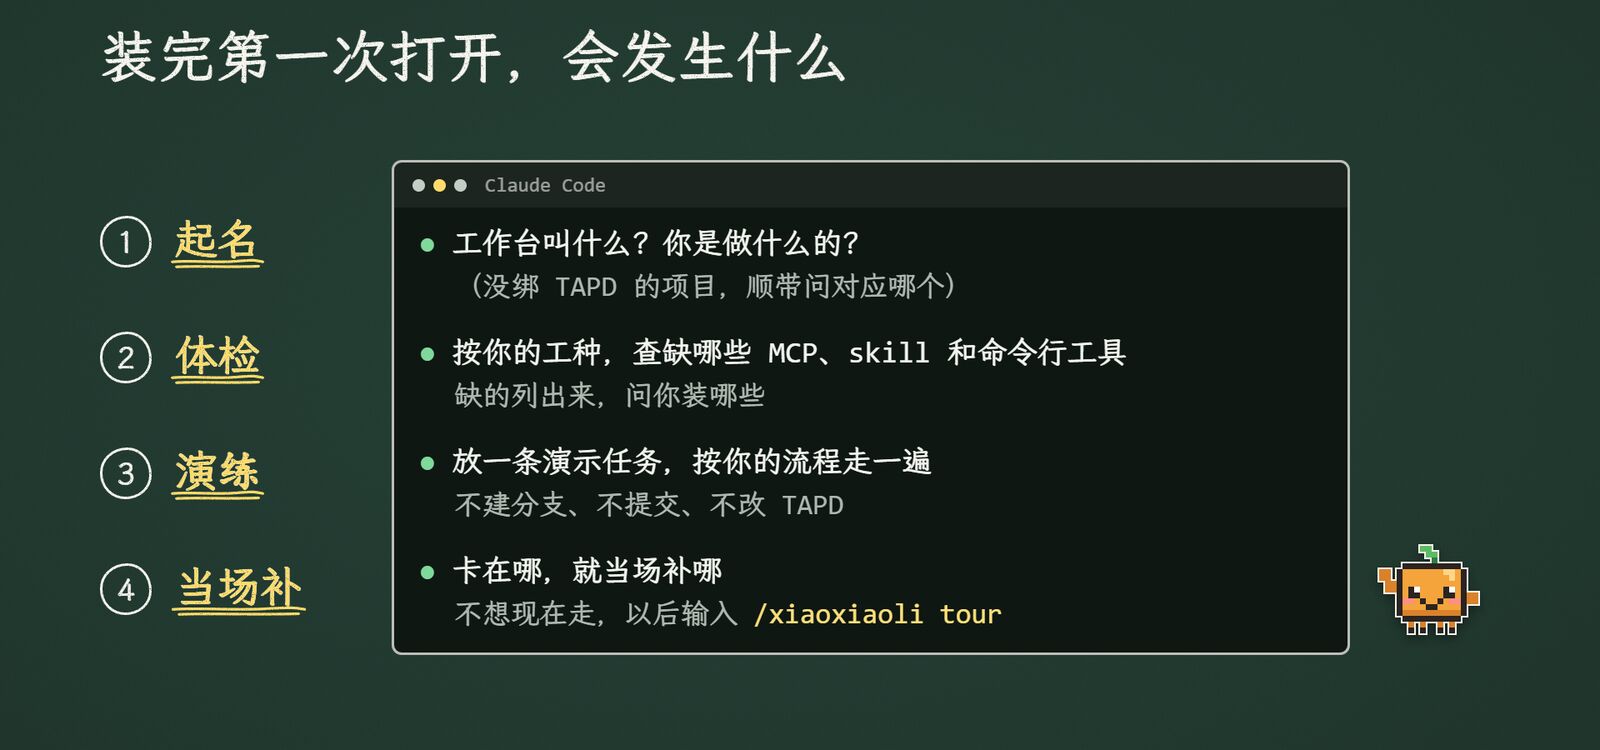 装完第一次打开，会发生什么
Claude Code
1 起名
工作台叫什么？你是做什么的？
（没绑 TAPD 的项目，顺带问对应哪个）
2 体检
按你的工种，查缺哪些 MCP、skill 和命令行工具
缺的列出来，问你装哪些
3 演练
放一条演示任务，按你的流程走一遍
不建分支、不提交、不改 TAPD
4 当场补
卡在哪，就当场补哪
不想现在走，以后输入 /xiaoxiaoli tour